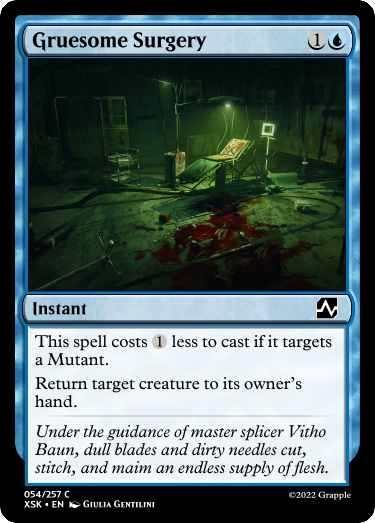 Gruesome Surgery 1
Instant
This spell costs 1 less to cast if it targets
a Mutant.
Return target creature to its owner's
hand.
Under the guidance of master splicer Vitho
Baun, dull blades and dirty needles cut,
stitch, and maim an endless supply of flesh.
054/257 C
XSK • EN Giulia Gentilini
©2022 Grapple